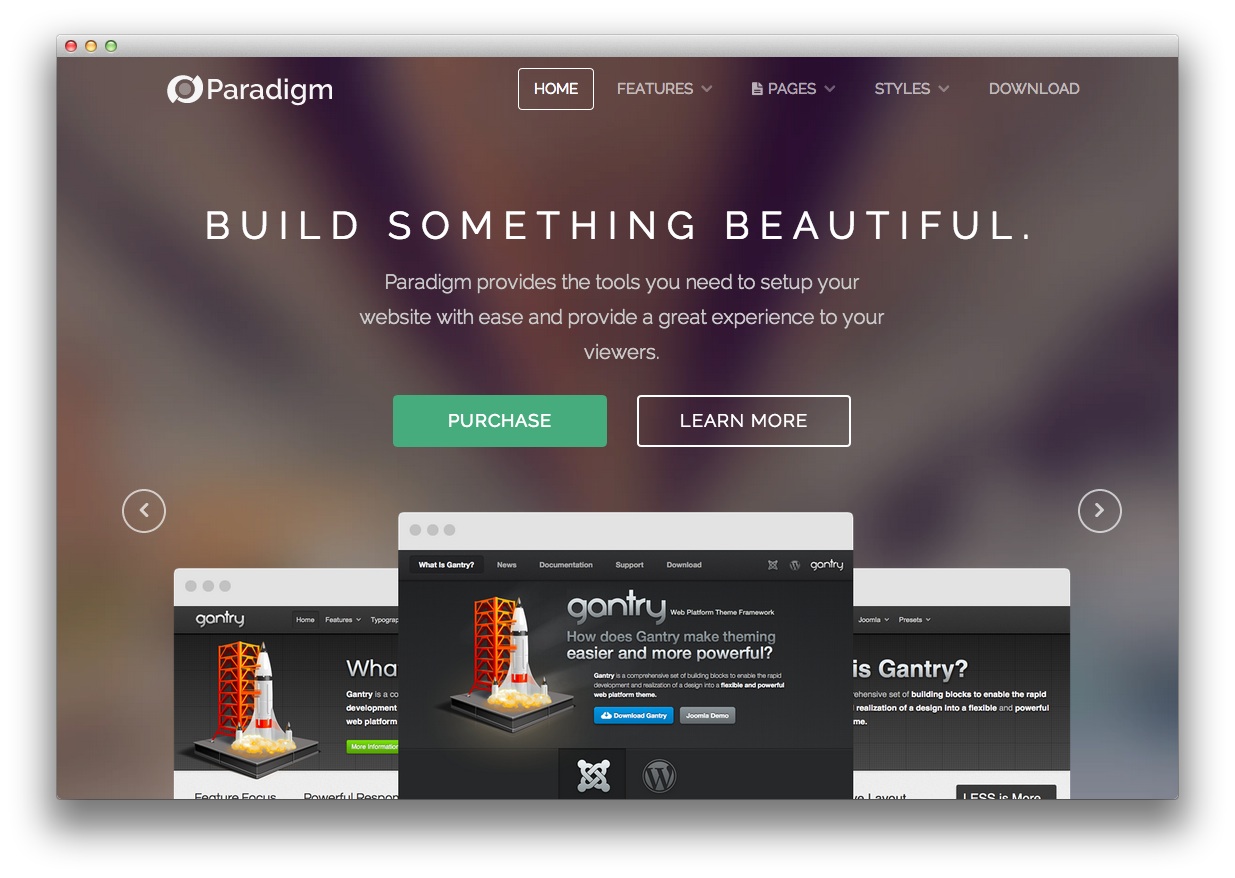 Paradigm
HOME FEATURES PAGES STYLES DOWNLOAD
BUILD SOMETHING BEAUTIFUL.
Paradigm provides the tools you need to setup your
website with ease and provide a great experience to your
viewers.
PURCHASE LEARN MORE
What Is Gantry? News Documentation Support Download gantry
gantry Web Platform Theme Framework
How does Gantry make theming
easier and more powerful?
Gantry is a comprehensive set of building blocks to enable the rapid
development and realization of a design into a flexible and powerful
web platform theme.
Download Gantry Joomla Demo
gantry Home Features Typograp
Wha
Gantry is a co
development
web platform
More Information
Feature Focus Powerful Respon
Joomla Presets
is Gantry?
rehensive set of building blocks to enable the rapid
realization of a design into a flexible and powerful
me.
ve Layout LESS is More